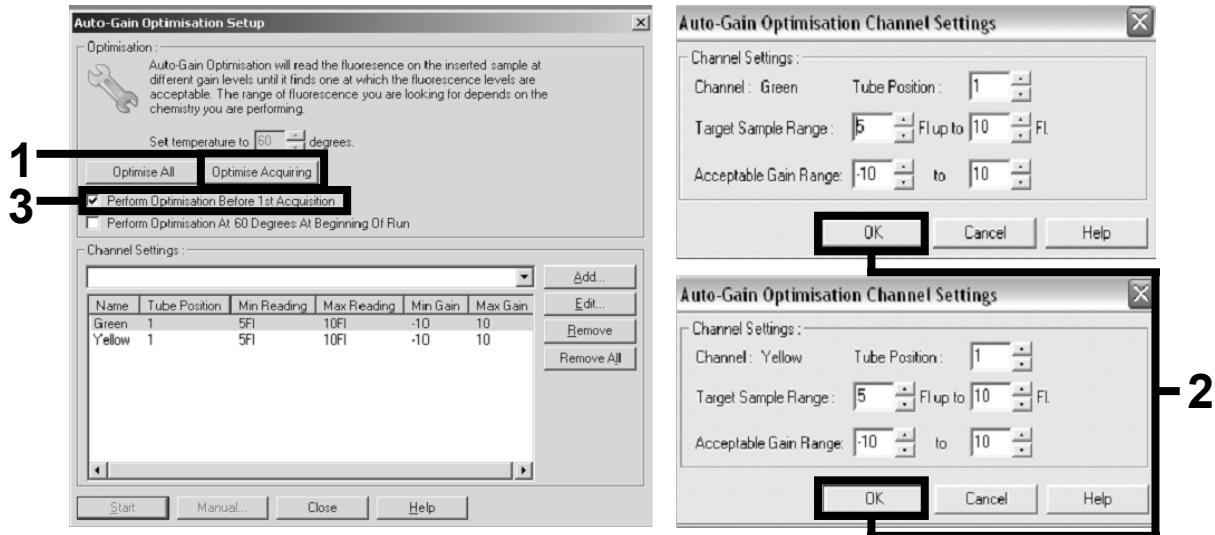 Auto-Gain Optimisation Setup
Optimisation :
Auto-Gain Optimisation will read the fluoresence on the inserted sample at
different gain levels until it finds one at which the fluorescence levels are
acceptable. The range of fluorescence you are looking for depends on the
chemistry you are performing.
Set temperature to 60 degrees.
1
Optimise All Optimise Acquiring
3
Perform Optimisation Before 1st Acquisition
Perform Optimisation At 60 Degrees At Beginning Of Run
Channel Settings :
Add...
Name Tube Position Min Reading Max Reading Min Gain Max Gain
Green 1 5Fl 10Fl -10 10
Yellow 1 5Fl 10Fl -10 10
Edit...
Remove
Remove All
Start Manual... Close Help
Auto-Gain Optimisation Channel Settings
Channel Settings :
Channel : Green Tube Position : 1
Target Sample Range : 5 Fl up to 10 Fl.
Acceptable Gain Range: -10 to 10
OK Cancel Help
Auto-Gain Optimisation Channel Settings
Channel Settings :
Channel : Yellow Tube Position : 1
Target Sample Range : 5 Fl up to 10 Fl.
Acceptable Gain Range: -10 to 10
OK Cancel Help
2